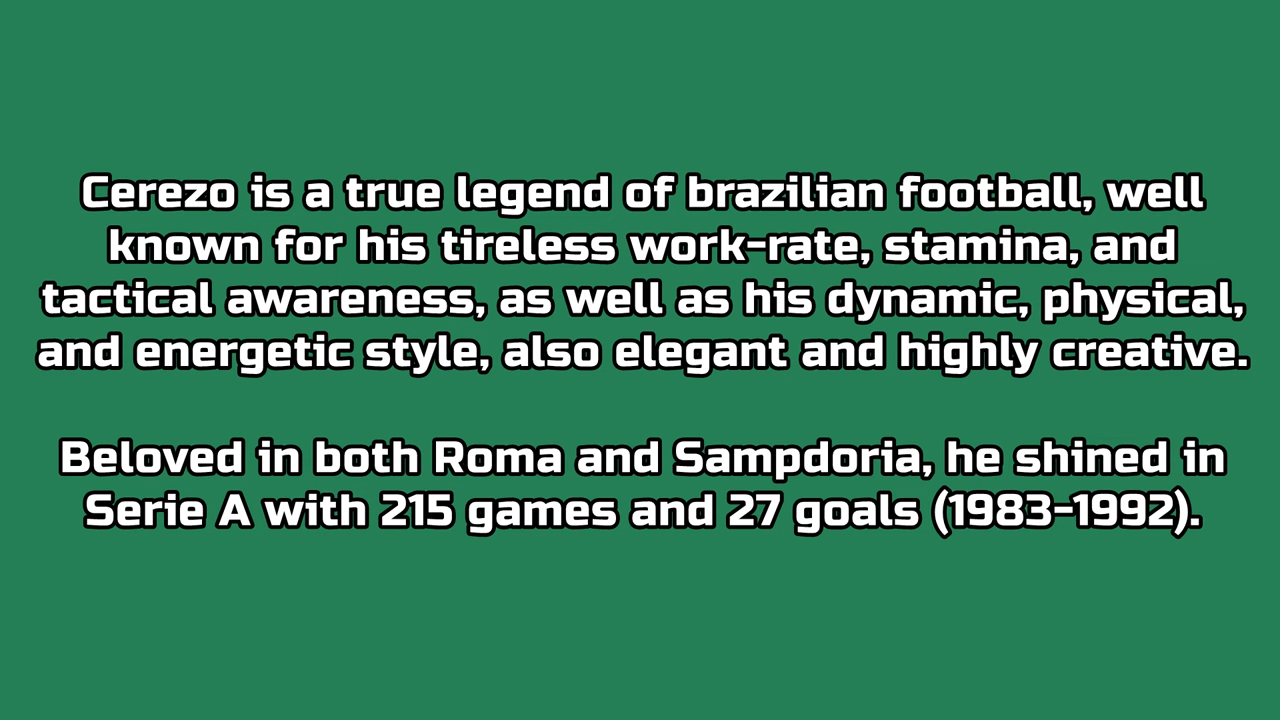 Cerezo is a true legend of brazilian football, well
known for his tireless work-rate, stamina, and
tactical awareness, as well as his dynamic, physical,
and energetic style, also elegant and highly creative.
Beloved in both Roma and Sampdoria, he shined in
Serie A with 215 games and 27 goals (1983-1992).